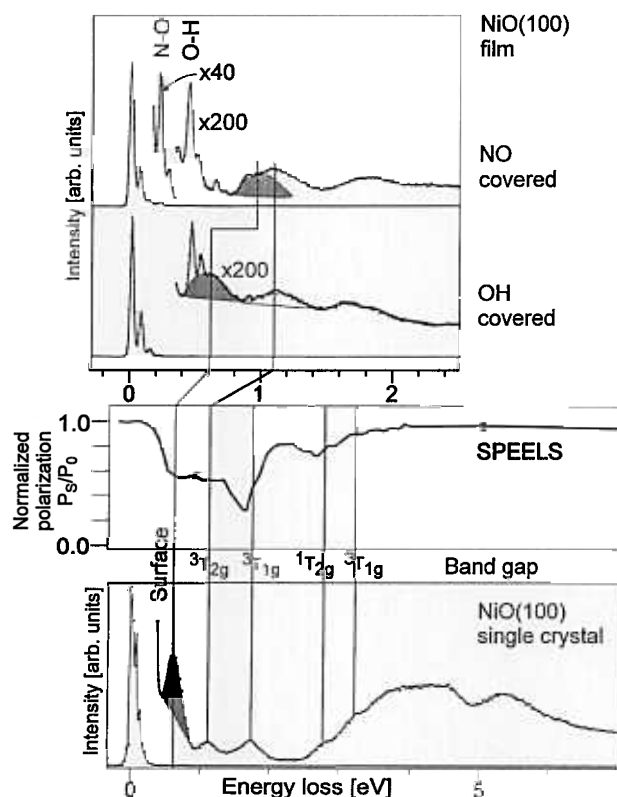 N-O
O-H
NiO(100)
film
x40
x200
NO
covered
Intensity [arb. units]
x200
OH
covered
0 1 2
1.0
Normalized
polarization
Ps/P0
SPEELS
0.0
Surface
³T2g ³T1g ¹T2g ³T1g Band gap
Intensity [arb. units]
NiO(100)
single crystal
0 Energy loss [eV] 5